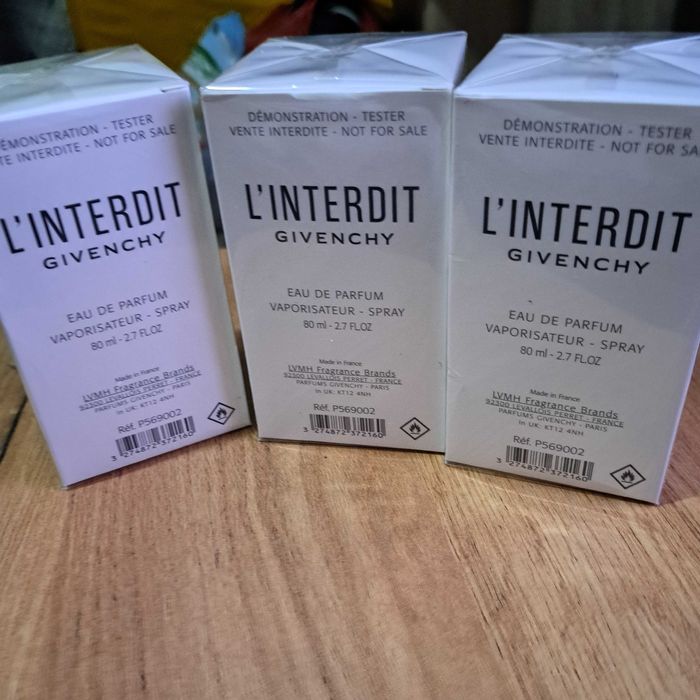 DÉMONSTRATION - TESTER
TE INTERDITE - NOT FOR SALE
L'INTERDIT
GIVENCHY
EAU DE PARFUM
VAPORISATEUR - SPRAY
80 ml - 2.7 FL.OZ
Made in France
LVMH Fragrance Brands
92300 LEVALLOIS PERRET - FRANCE
PARFUMS GIVENCHY - PARIS
In UK: KT12 4NH
Réf. P569002
3 274872 372160
DÉMONSTRATION - TESTER
VENTE INTERDITE - NOT FOR SALE
L'INTERDIT
GIVENCHY
EAU DE PARFUM
VAPORISATEUR - SPRAY
80 ml - 2.7 FL.OZ
Made in France
LVMH Fragrance Brands
92300 LEVALLOIS PERRET - FRANCE
PARFUMS GIVENCHY - PARIS
In UK: KT12 4NH
Réf. P569002
3 274872 372160
DÉMONSTRATION - TESTER
VENTE INTERDITE - NOT FOR SA
L'INTERDIT
GIVENCHY
EAU DE PARFUM
VAPORISATEUR - SPRAY
80 ml - 2.7 FL.OZ
Made in France
LVMH Fragrance Brands
92300 LEVALLOIS PERRET - FRANCE
PARFUMS GIVENCHY - PARIS
In UK: KT12 4NH
Réf. P569002
3 274872 372160